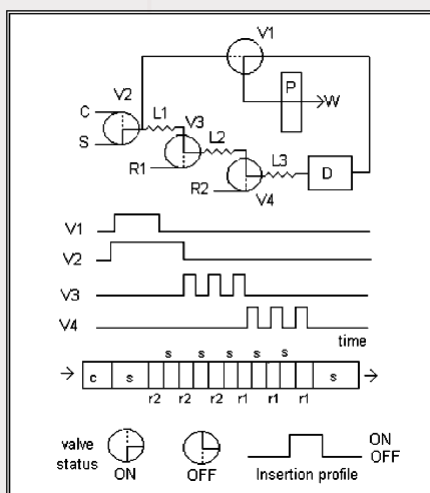 V1
V2
C
L1
V3
P
W
S
L2
R1
L3
R2
D
V4
V1
V2
V3
V4
time
s s s s s
c s s
r2 r2 r2 r1 r1 r1
valve status
ON
OFF
Insertion profile
ON
OFF